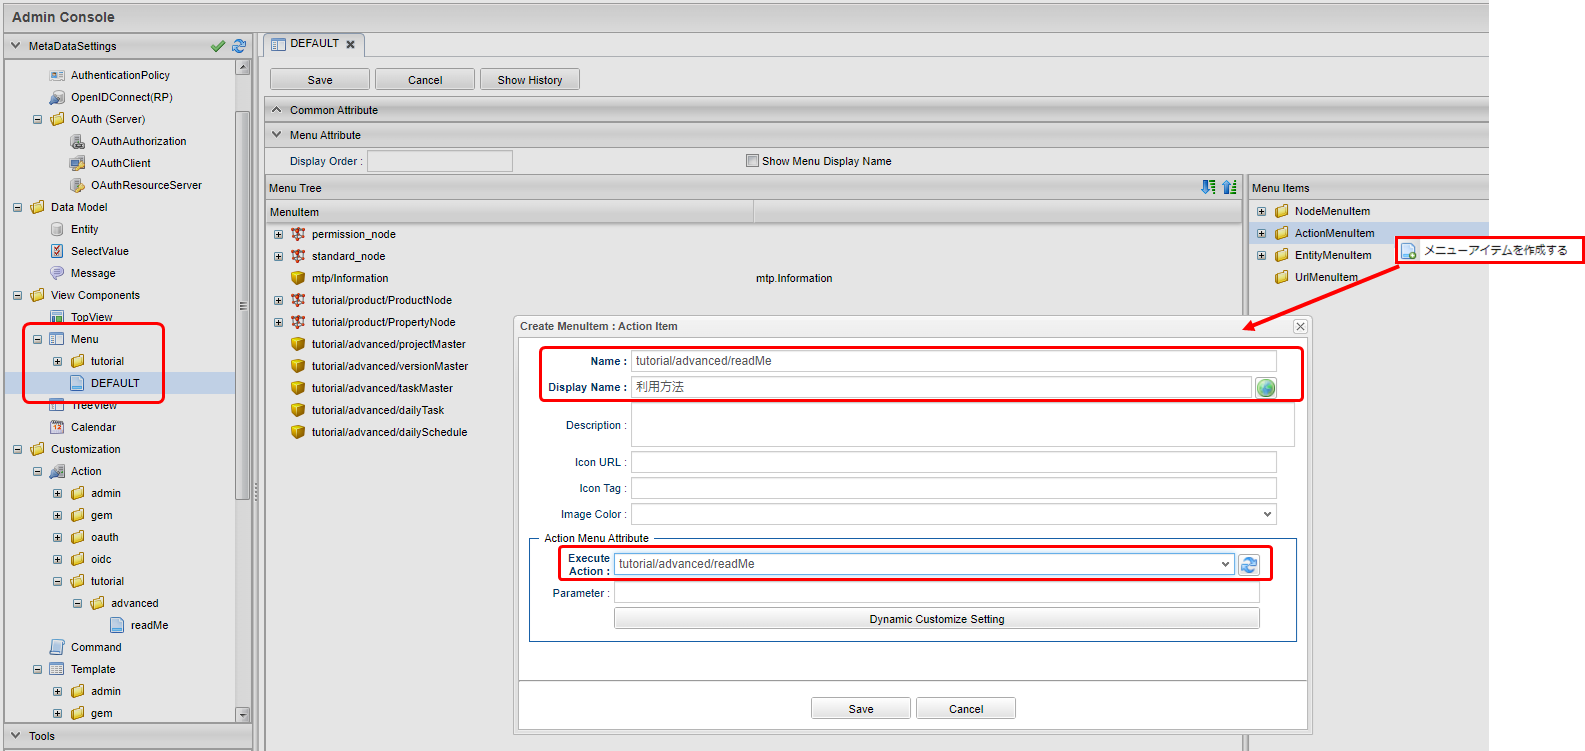 Admin Console
MetaDataSettings
AuthenticationPolicy
OpenIDConnect(RP)
OAuth (Server)
OAuthAuthorization
OAuthClient
OAuthResourceServer
Data Model
Entity
SelectValue
Message
View Components
TopView
Menu
tutorial
DEFAULT
TreeView
Calendar
Customization
Action
admin
gem
oauth
oidc
tutorial
advanced
readMe
Command
Template
admin
gem
Tools
DEFAULT
Save Cancel Show History
Common Attribute
Menu Attribute
Display Order : Show Menu Display Name
Menu Tree
MenuItem
permission_node
standard_node
mtp/Information mtp.Information
tutorial/product/ProductNode
tutorial/product/PropertyNode
tutorial/advanced/projectMaster
tutorial/advanced/versionMaster
tutorial/advanced/taskMaster
tutorial/advanced/dailyTask
tutorial/advanced/dailySchedule
Menu Items
NodeMenuItem
ActionMenuItem
EntityMenuItem
UrlMenuItem
メニューアイテムを作成する
Create MenuItem : Action Item
Name : tutorial/advanced/readMe
Display Name : 利用方法
Description :
Icon URL :
Icon Tag :
Image Color :
Action Menu Attribute
Execute
Action : tutorial/advanced/readMe
Parameter :
Dynamic Customize Setting
Save Cancel